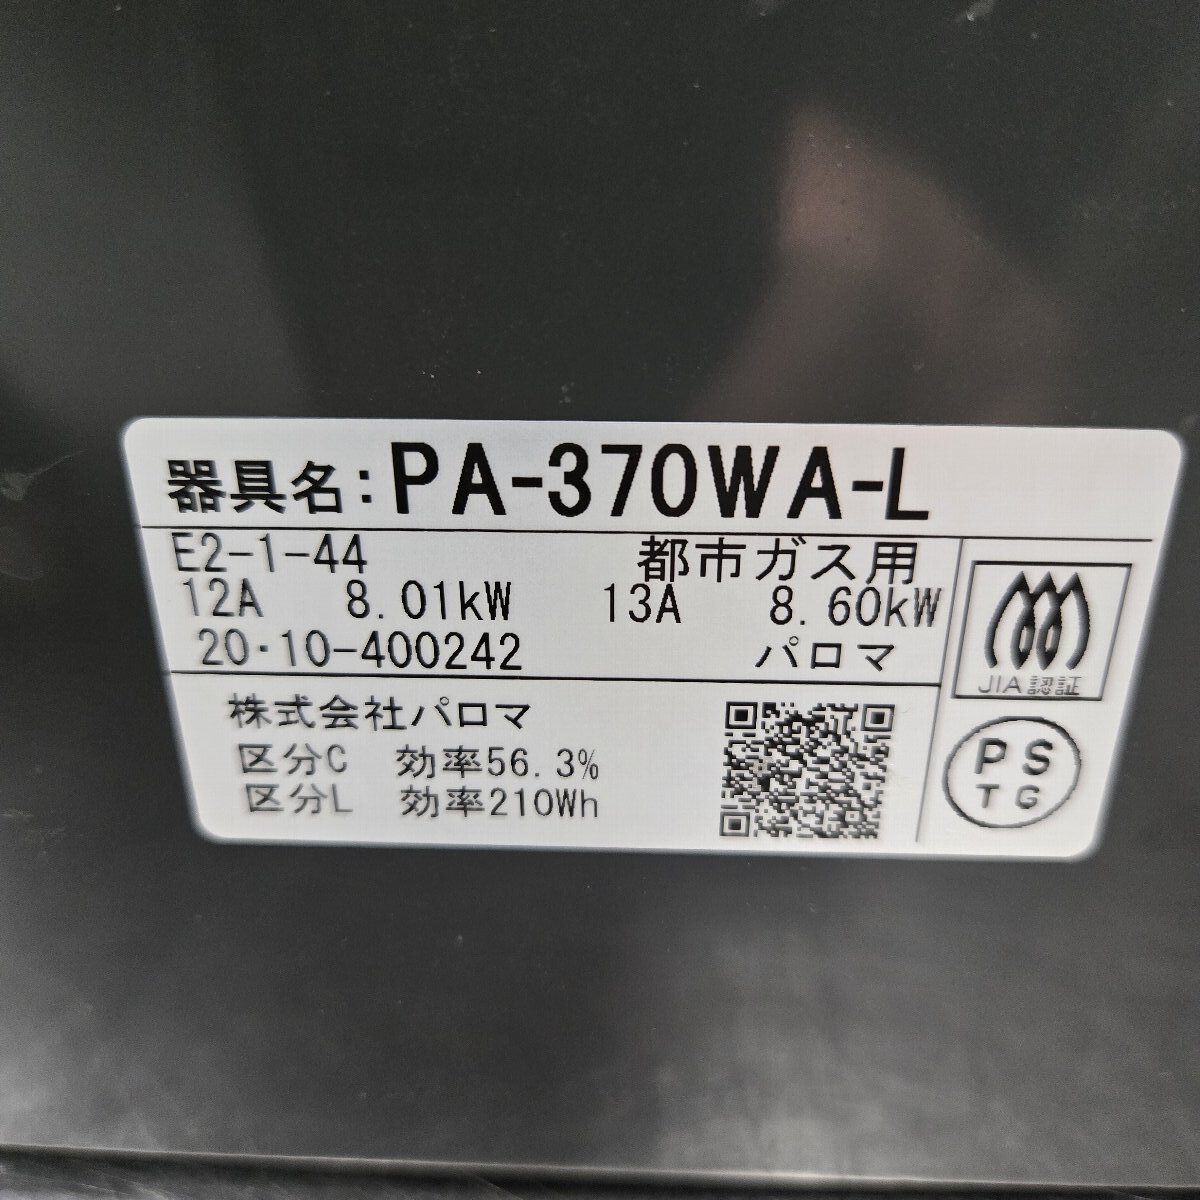 器具名:PA-370WA-L
E2-1-44 都市ガス用
12A 8.01kW 13A 8.60kW
20・10-400242 パロマ
JIA認証
株式会社パロマ
区分C 効率56.3%
区分L 効率210Wh
PS
TG